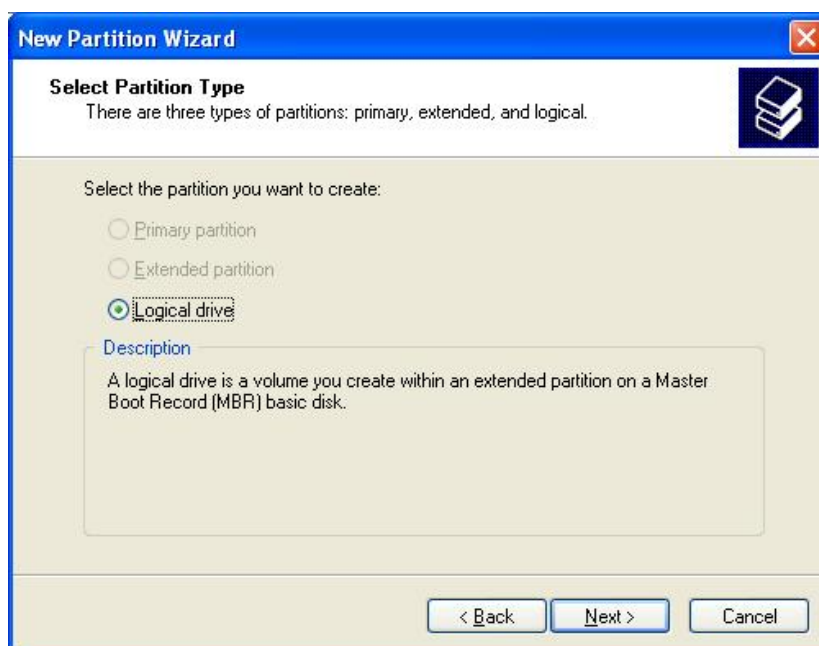 New Partition Wizard
Select Partition Type
There are three types of partitions: primary, extended, and logical.
Select the partition you want to create:
Primary partition
Extended partition
Logical drive
Description
A logical drive is a volume you create within an extended partition on a Master
Boot Record (MBR) basic disk.
< Back Next > Cancel